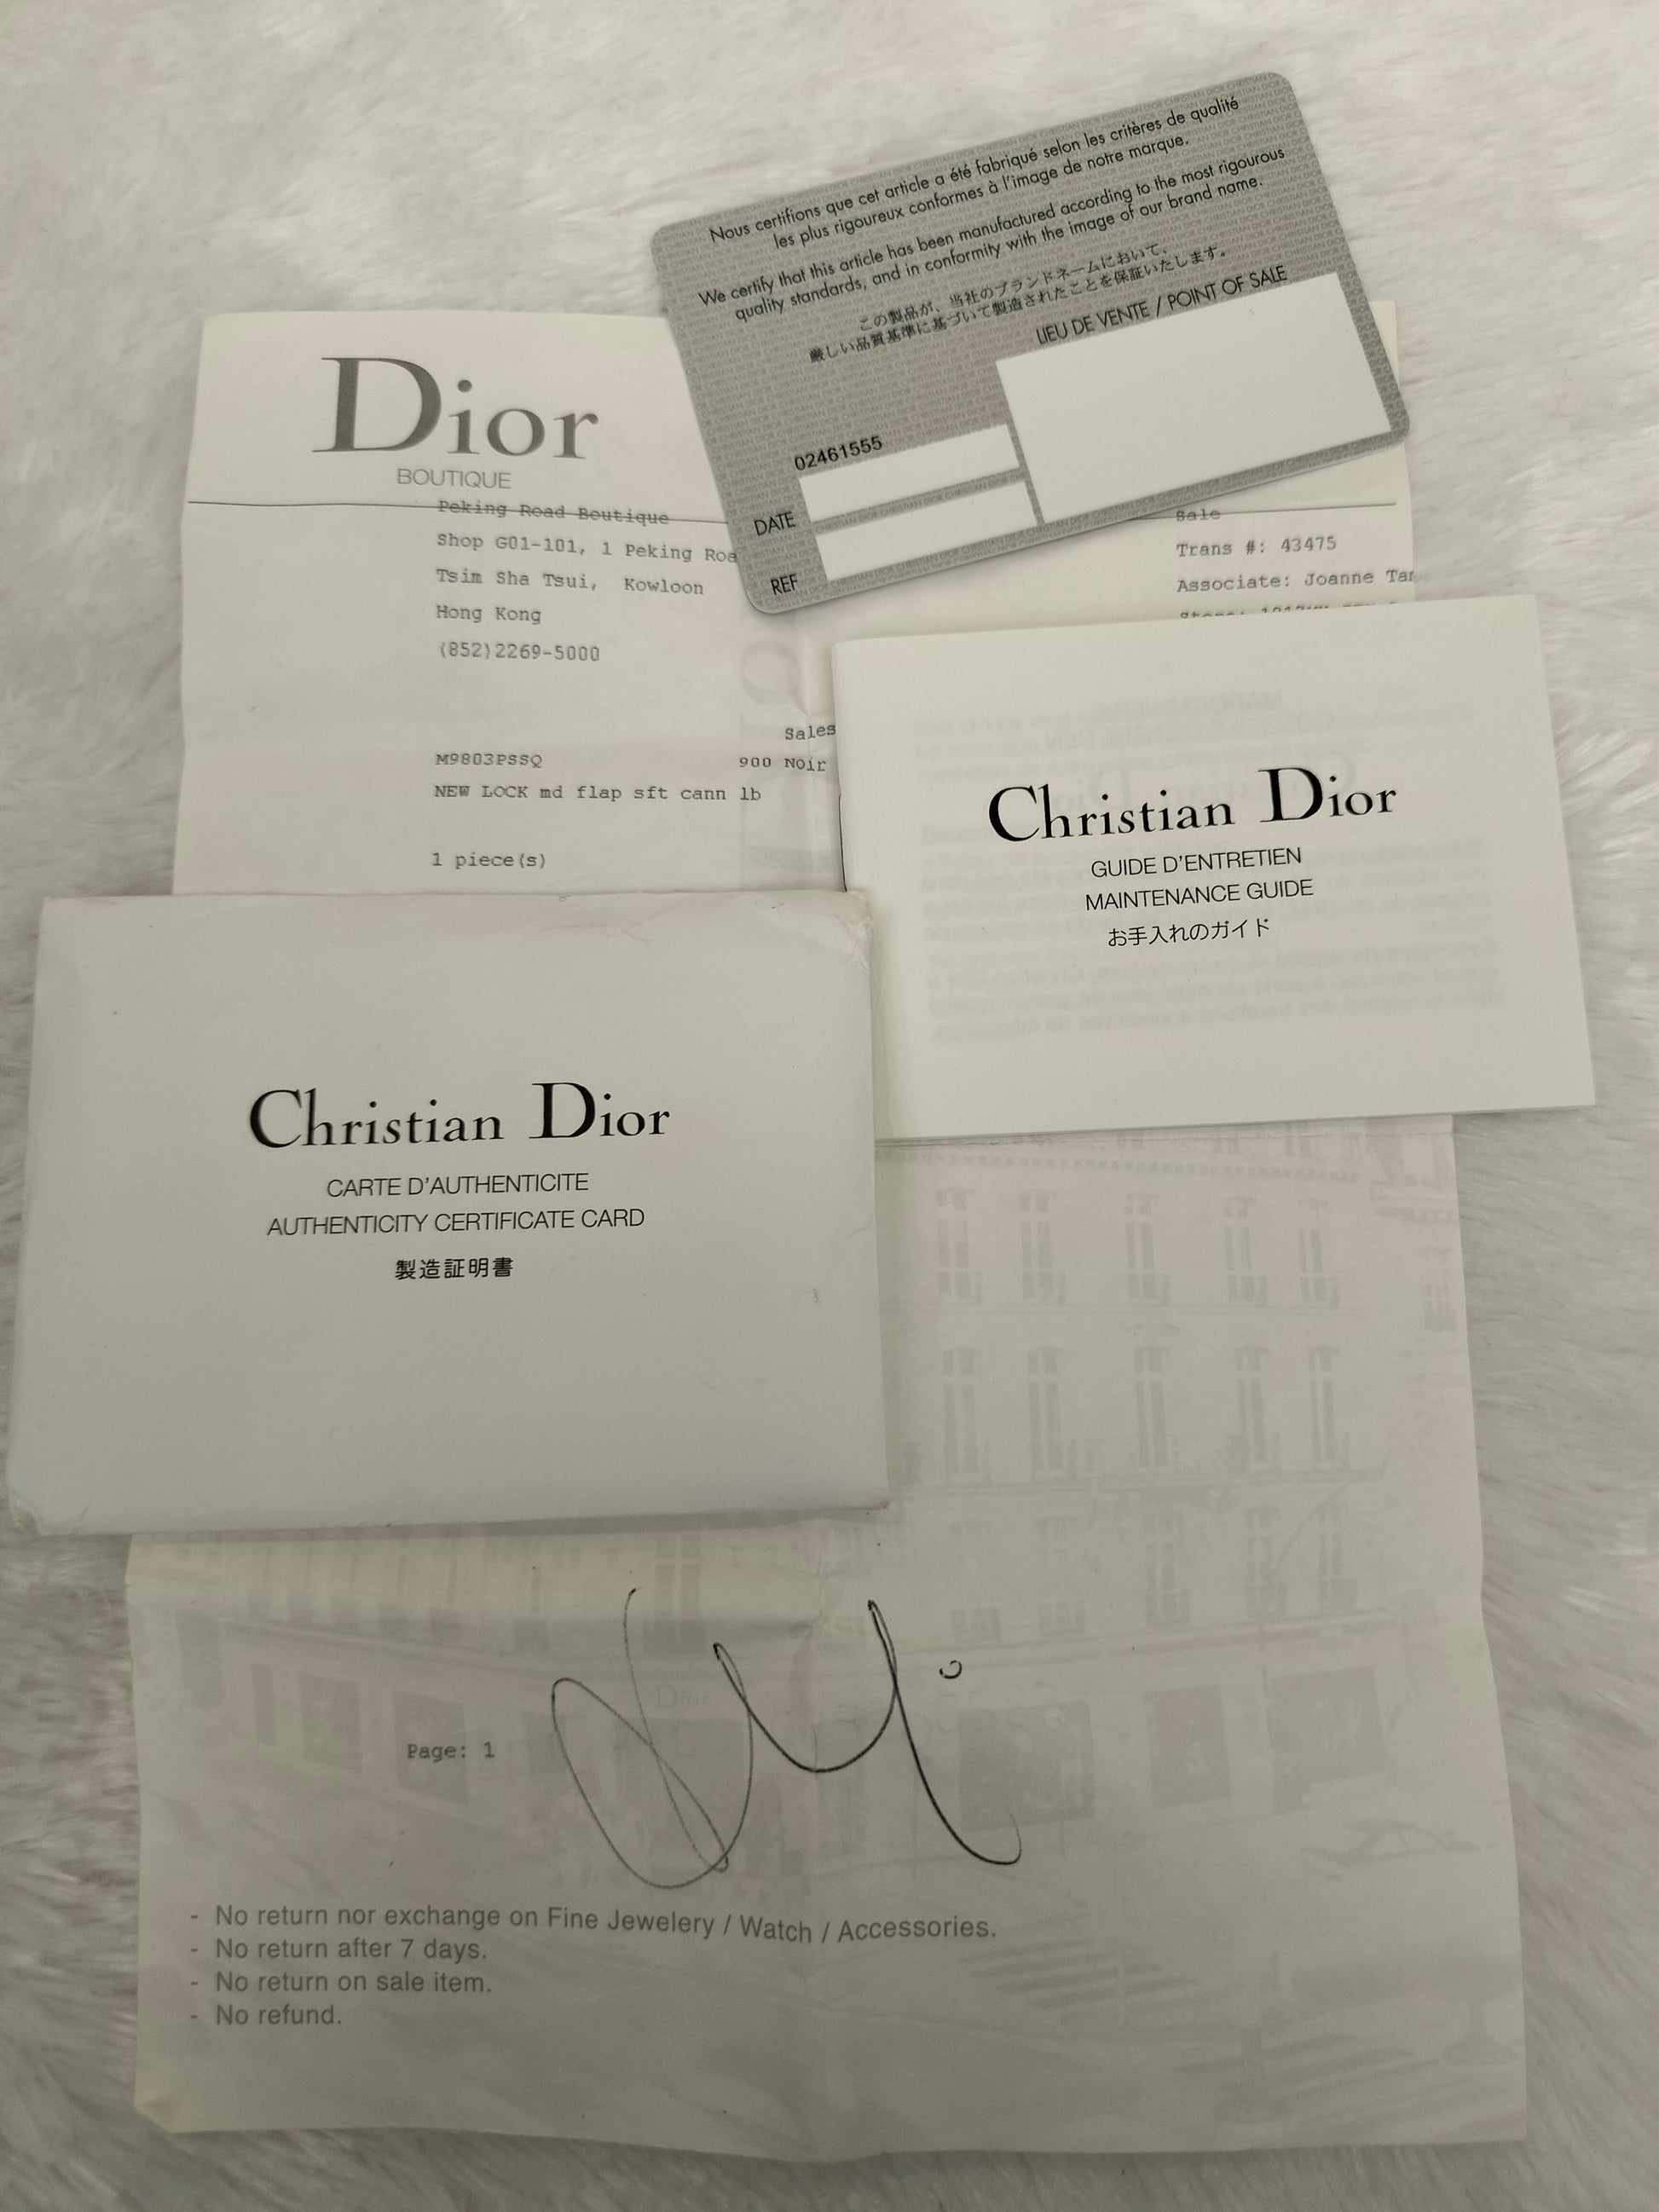 Nous certifions que cet article a été fabriqué selon les critères de qualité
les plus rigoureux conformes à l'image de notre marque.
We certify that this article has been manufactured according to the most rigourous
quality standards, and in conformity with the image of our brand name.
この製品が、当社のブランドネームにおいて、
厳しい品質基準に基づいて製造されたことを保証いたします。
LIEU DE VENTE / POINT OF SALE
02461555
DATE
REF
Dior
BOUTIQUE
Peking Road Boutique
Shop G01-101, 1 Peking Roa
Tsim Sha Tsui, Kowloon
Hong Kong
(852)2269-5000
Sale
Trans #: 43475
Associate: Joanne Tan
Sales
M9803PSSQ 900 Noir
NEW LOCK md flap sft cann lb
1 piece(s)
Christian Dior
GUIDE D'ENTRETIEN
MAINTENANCE GUIDE
お手入れのガイド
Christian Dior
CARTE D'AUTHENTICITE
AUTHENTICITY CERTIFICATE CARD
製造証明書
Page: 1
- No return nor exchange on Fine Jewelery / Watch / Accessories.
- No return after 7 days.
- No return on sale item.
- No refund.